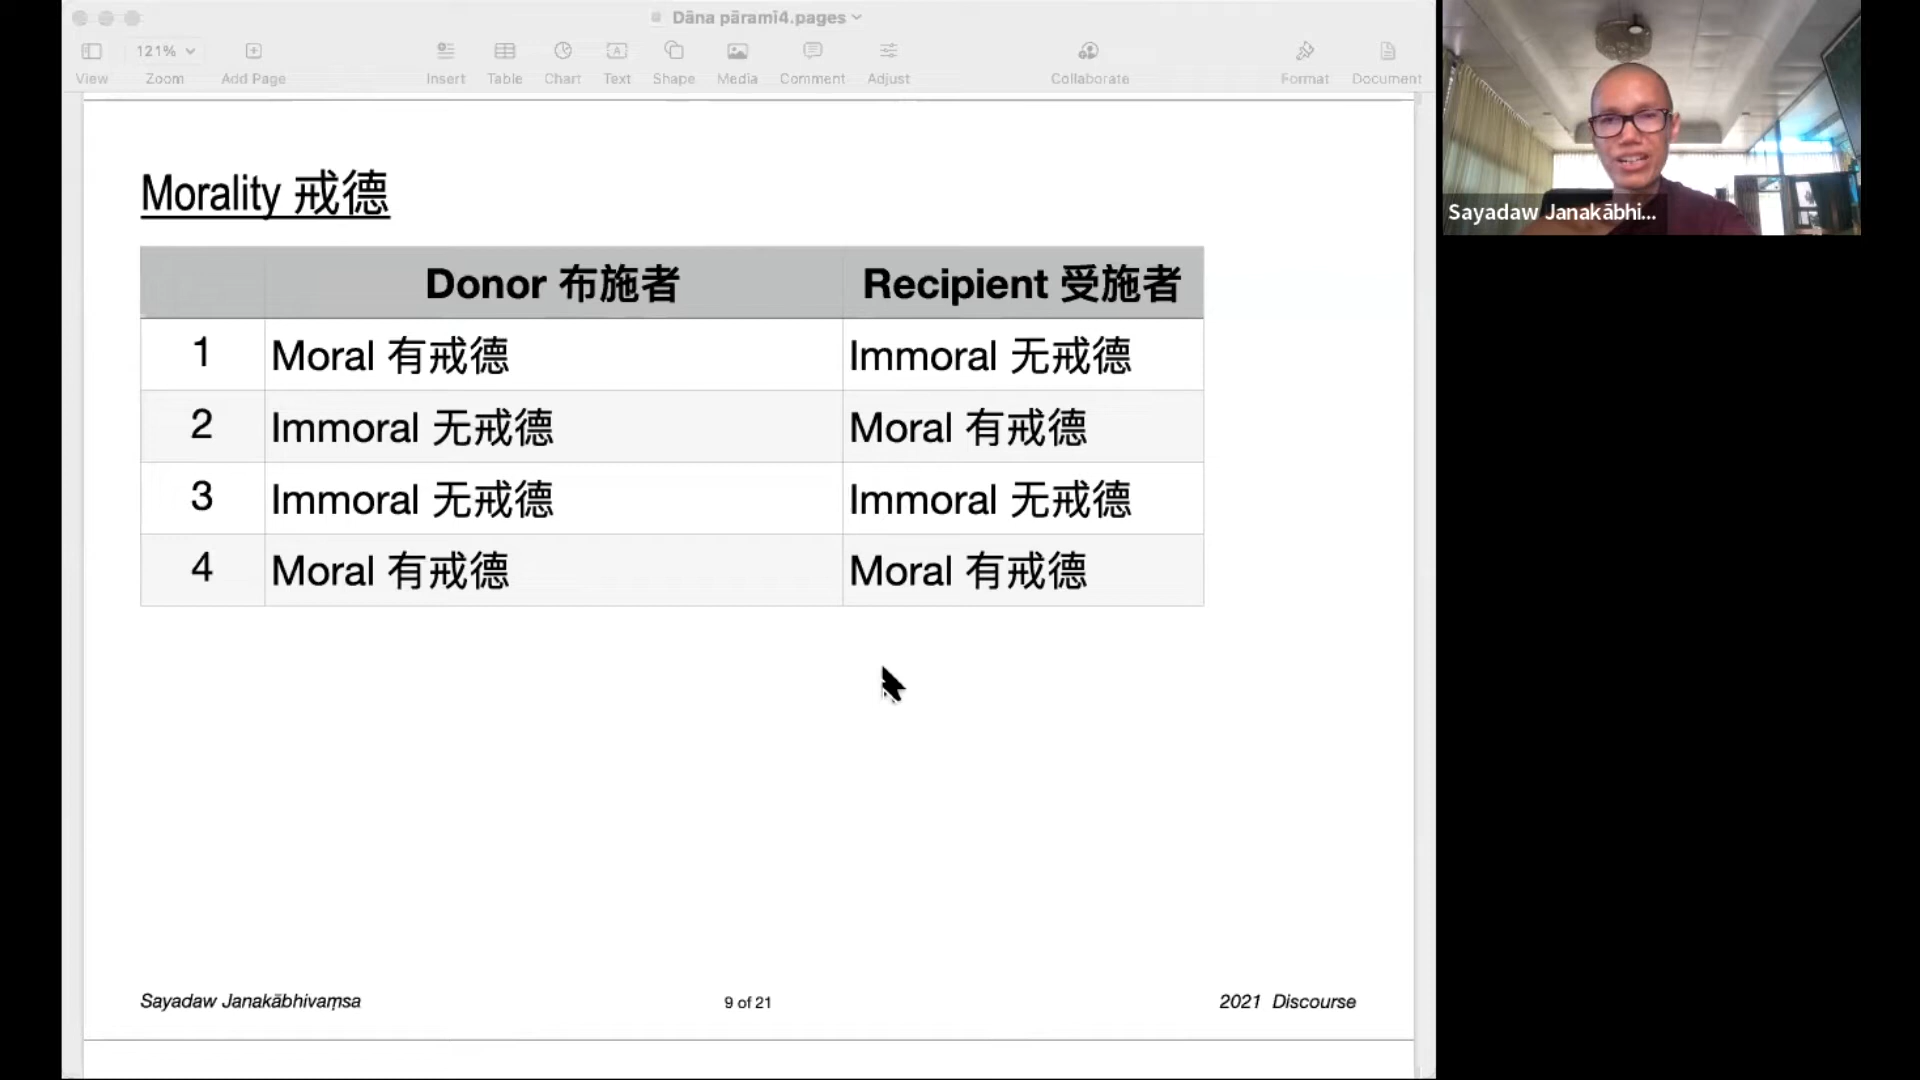 Dāna pāramī4.pages
121%
View Zoom Add Page Insert Table Chart Text Shape Media Comment Adjust Collaborate Format Document
Sayadaw Janakābhi...
Morality 戒德
Donor 布施者 Recipient 受施者
1 Moral 有戒德 Immoral 无戒德
2 Immoral 无戒德 Moral 有戒德
3 Immoral 无戒德 Immoral 无戒德
4 Moral 有戒德 Moral 有戒德
Sayadaw Janakābhivaṃsa 9 of 21 2021 Discourse